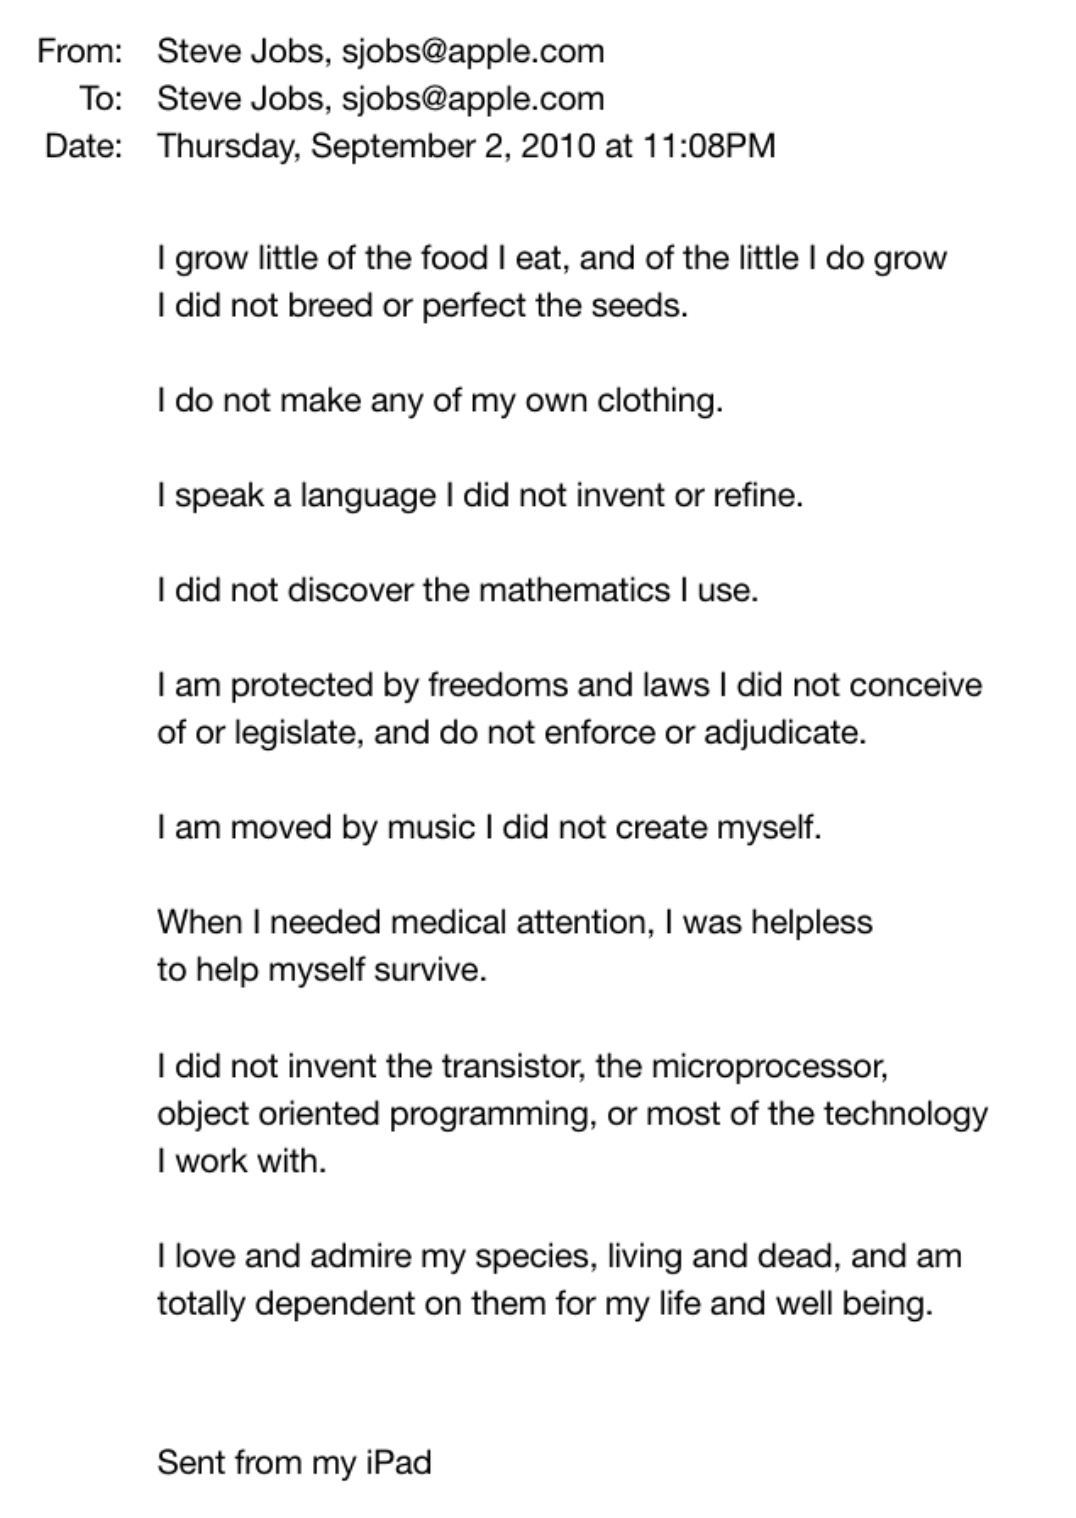 From: Steve Jobs, sjobs@apple.com
To: Steve Jobs, sjobs@apple.com
Date: Thursday, September 2, 2010 at 11:08PM
I grow little of the food I eat, and of the little I do grow
I did not breed or perfect the seeds.
I do not make any of my own clothing.
I speak a language I did not invent or refine.
I did not discover the mathematics I use.
I am protected by freedoms and laws I did not conceive
of or legislate, and do not enforce or adjudicate.
I am moved by music I did not create myself.
When I needed medical attention, I was helpless
to help myself survive.
I did not invent the transistor, the microprocessor,
object oriented programming, or most of the technology
I work with.
I love and admire my species, living and dead, and am
totally dependent on them for my life and well being.
Sent from my iPad